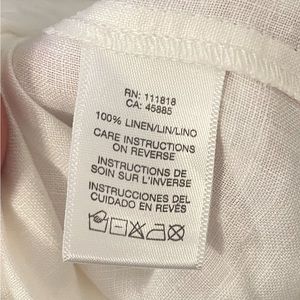 RN: 111818
CA: 45885
100% LINEN/LIN/LINO
CARE INSTRUCTIONS
ON REVERSE
INSTRUCTIONS DE
SOIN SUR L'INVERSE
INSTRUCCIONES DEL
CUIDADO EN REVÉS